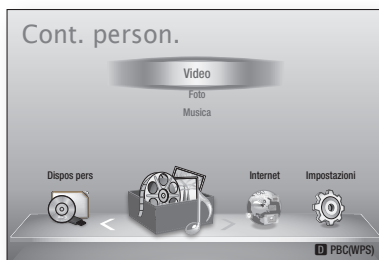 Cont. person.
Video
Foto
Musica
Dispos pers Internet Impostazioni
D PBC(WPS)